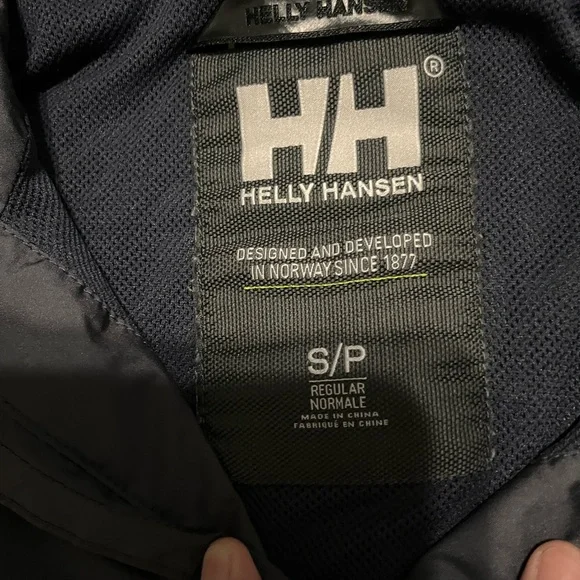 HELLY HANSEN
HH®
HELLY HANSEN
DESIGNED AND DEVELOPED
IN NORWAY SINCE 1877
S/P
REGULAR
NORMALE
MADE IN CHINA
FABRIQUÉ EN CHINE